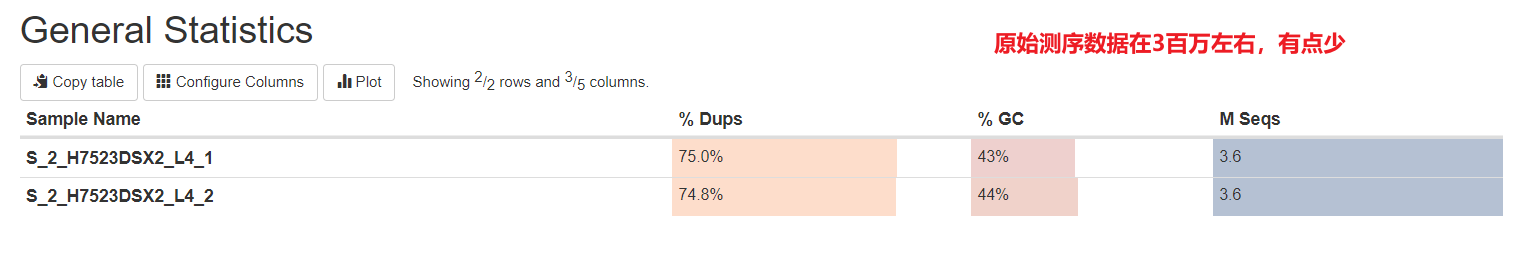 General Statistics
原始测序数据在3百万左右，有点少
Copy table Configure Columns Plot Showing 2/2 rows and 3/5 columns.
Sample Name % Dups % GC M Seqs
S_2_H7523DSX2_L4_1 75.0% 43% 3.6
S_2_H7523DSX2_L4_2 74.8% 44% 3.6